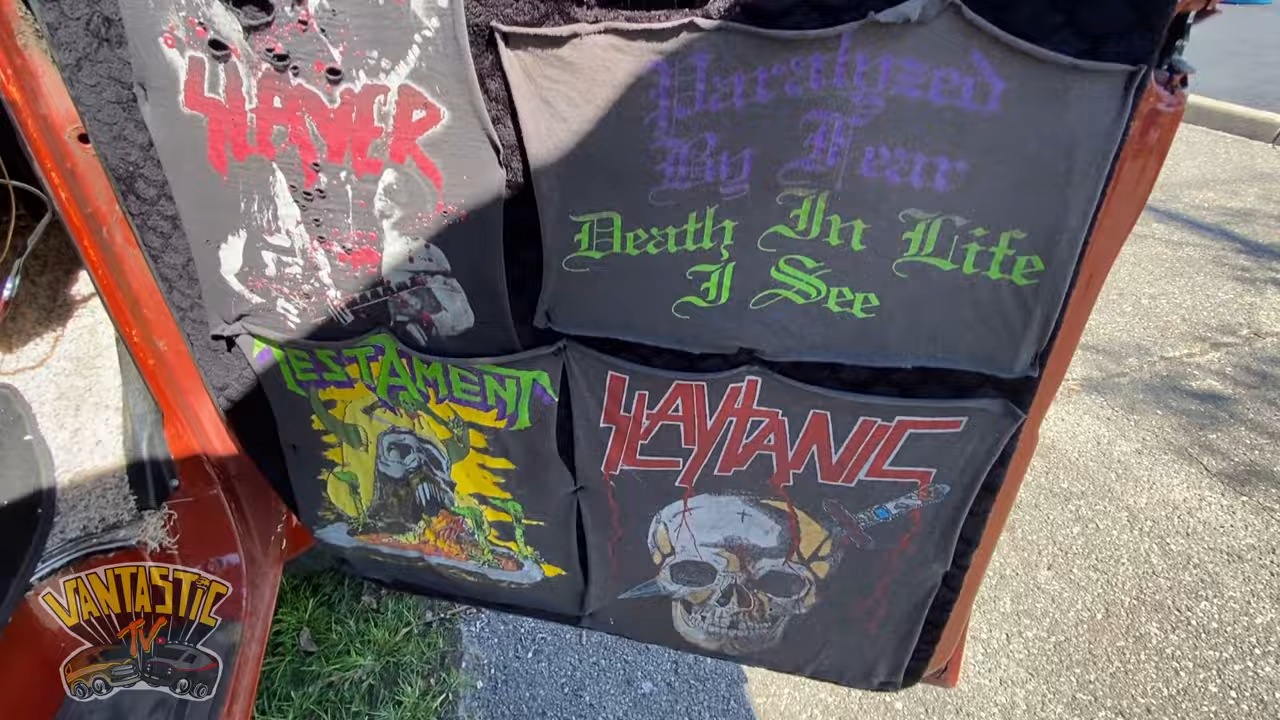 SLAYER
Paralyzed
By Fear
Death In Life
I See
TESTAMENT
SLAYTANIC
VANTASTIC
TV